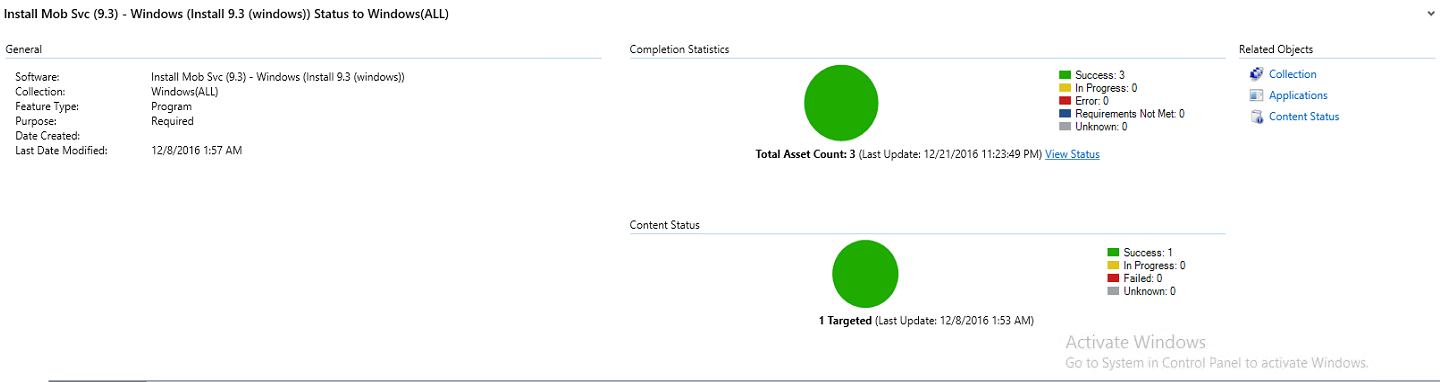 Install Mob Svc (9.3) - Windows (Install 9.3 (windows)) Status to Windows(ALL)
General
Software: Install Mob Svc (9.3) - Windows (Install 9.3 (windows))
Collection: Windows(ALL)
Feature Type: Program
Purpose: Required
Date Created:
Last Date Modified: 12/8/2016 1:57 AM
Completion Statistics
Success: 3
In Progress: 0
Error: 0
Requirements Not Met: 0
Unknown: 0
Total Asset Count: 3 (Last Update: 12/21/2016 11:23:49 PM) View Status
Content Status
Success: 1
In Progress: 0
Failed: 0
Unknown: 0
1 Targeted (Last Update: 12/8/2016 1:53 AM)
Related Objects
Collection
Applications
Content Status
Activate Windows
Go to System in Control Panel to activate Windows.